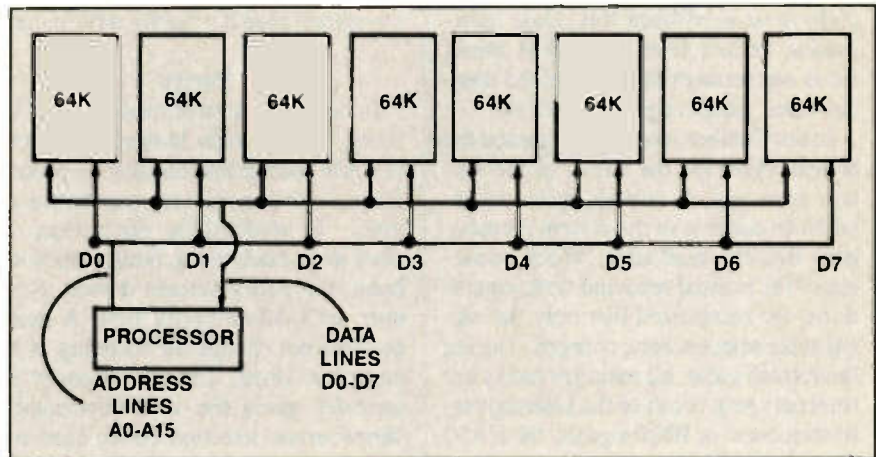 64K 64K 64K 64K 64K 64K 64K 64K
D0 D1 D2 D3 D4 D5 D6 D7
PROCESSOR
DATA
LINES
D0-D7
ADDRESS
LINES
A0-A15